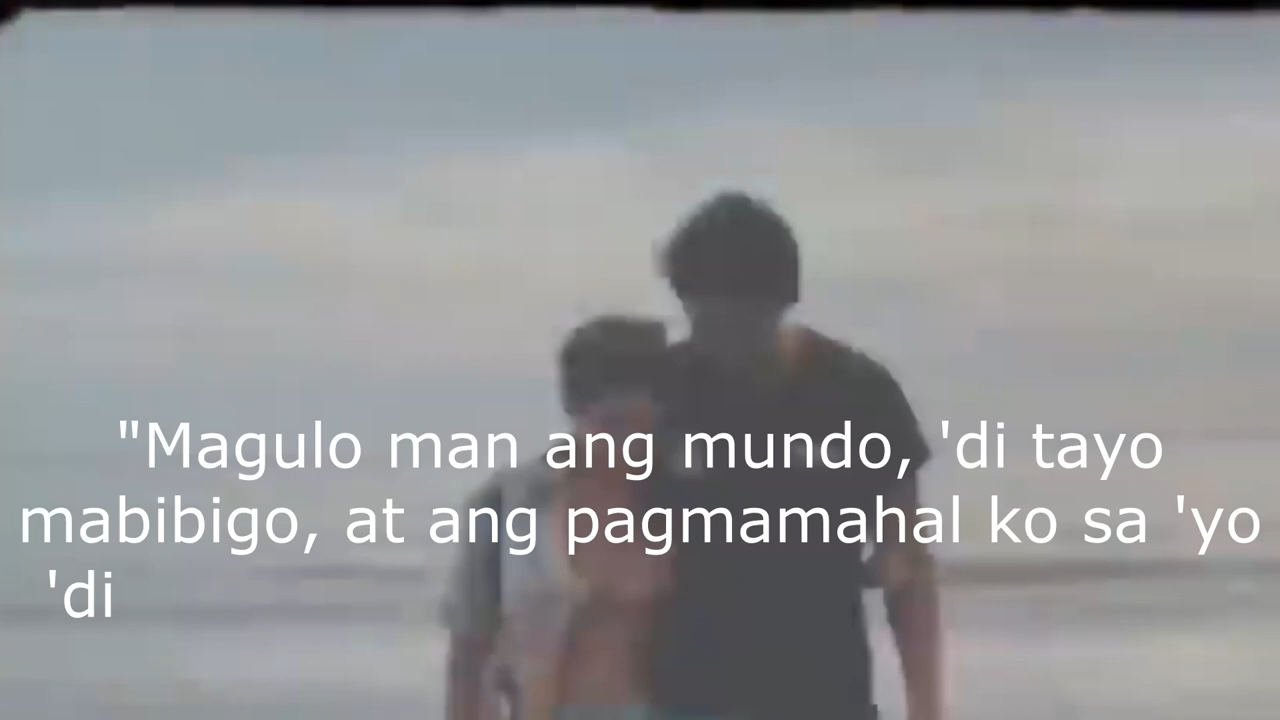 "Magulo man ang mundo, 'di tayo
mabibigo, at ang pagmamahal ko sa 'yo
'di